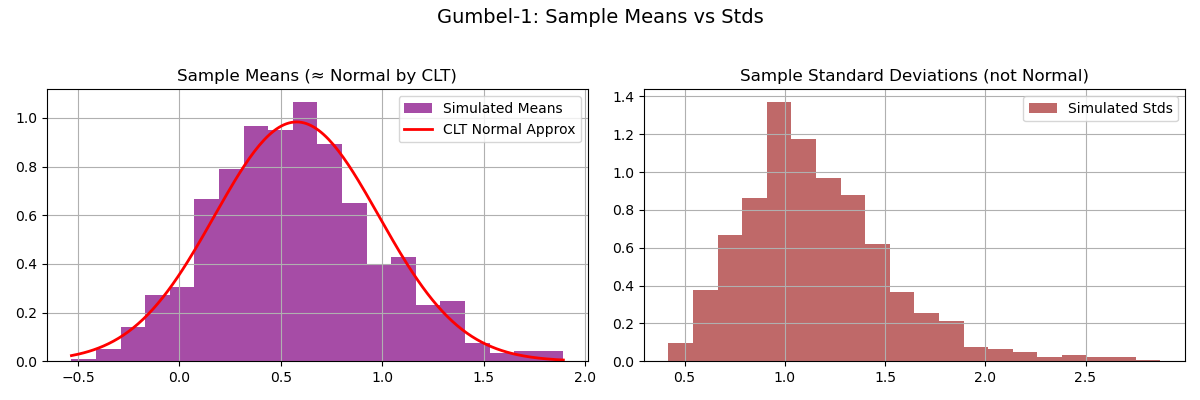 Gumbel-1: Sample Means vs Stds
Sample Means (≈ Normal by CLT)
Simulated Means
CLT Normal Approx
1.0
0.8
0.6
0.4
0.2
0.0
−0.5 0.0 0.5 1.0 1.5 2.0
Sample Standard Deviations (not Normal)
Simulated Stds
1.4
1.2
1.0
0.8
0.6
0.4
0.2
0.0
0.5 1.0 1.5 2.0 2.5